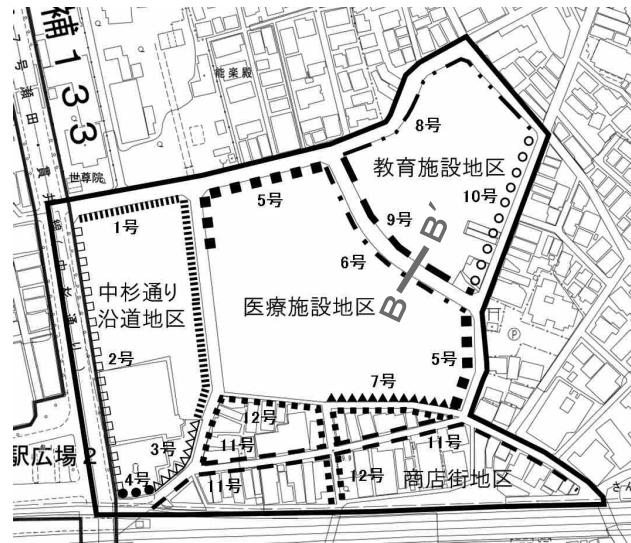 補133
能楽殿
世尊院
8号
教育施設地区
5号
10号
1号
9号
B′
6号
中杉通り
沿道地区
医療施設地区
B
2号
5号
7号
12号
3号
11号
11号
駅広場2
4号
11号
12号
商店街地区
P